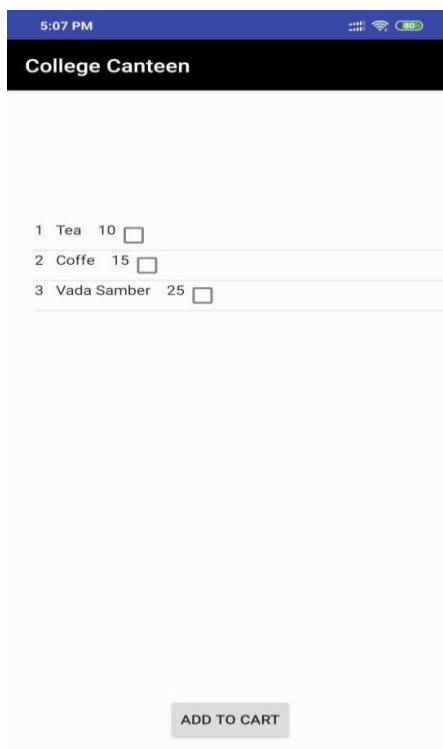 5:07 PM 80
College Canteen
1 Tea 10
2 Coffe 15
3 Vada Samber 25
ADD TO CART